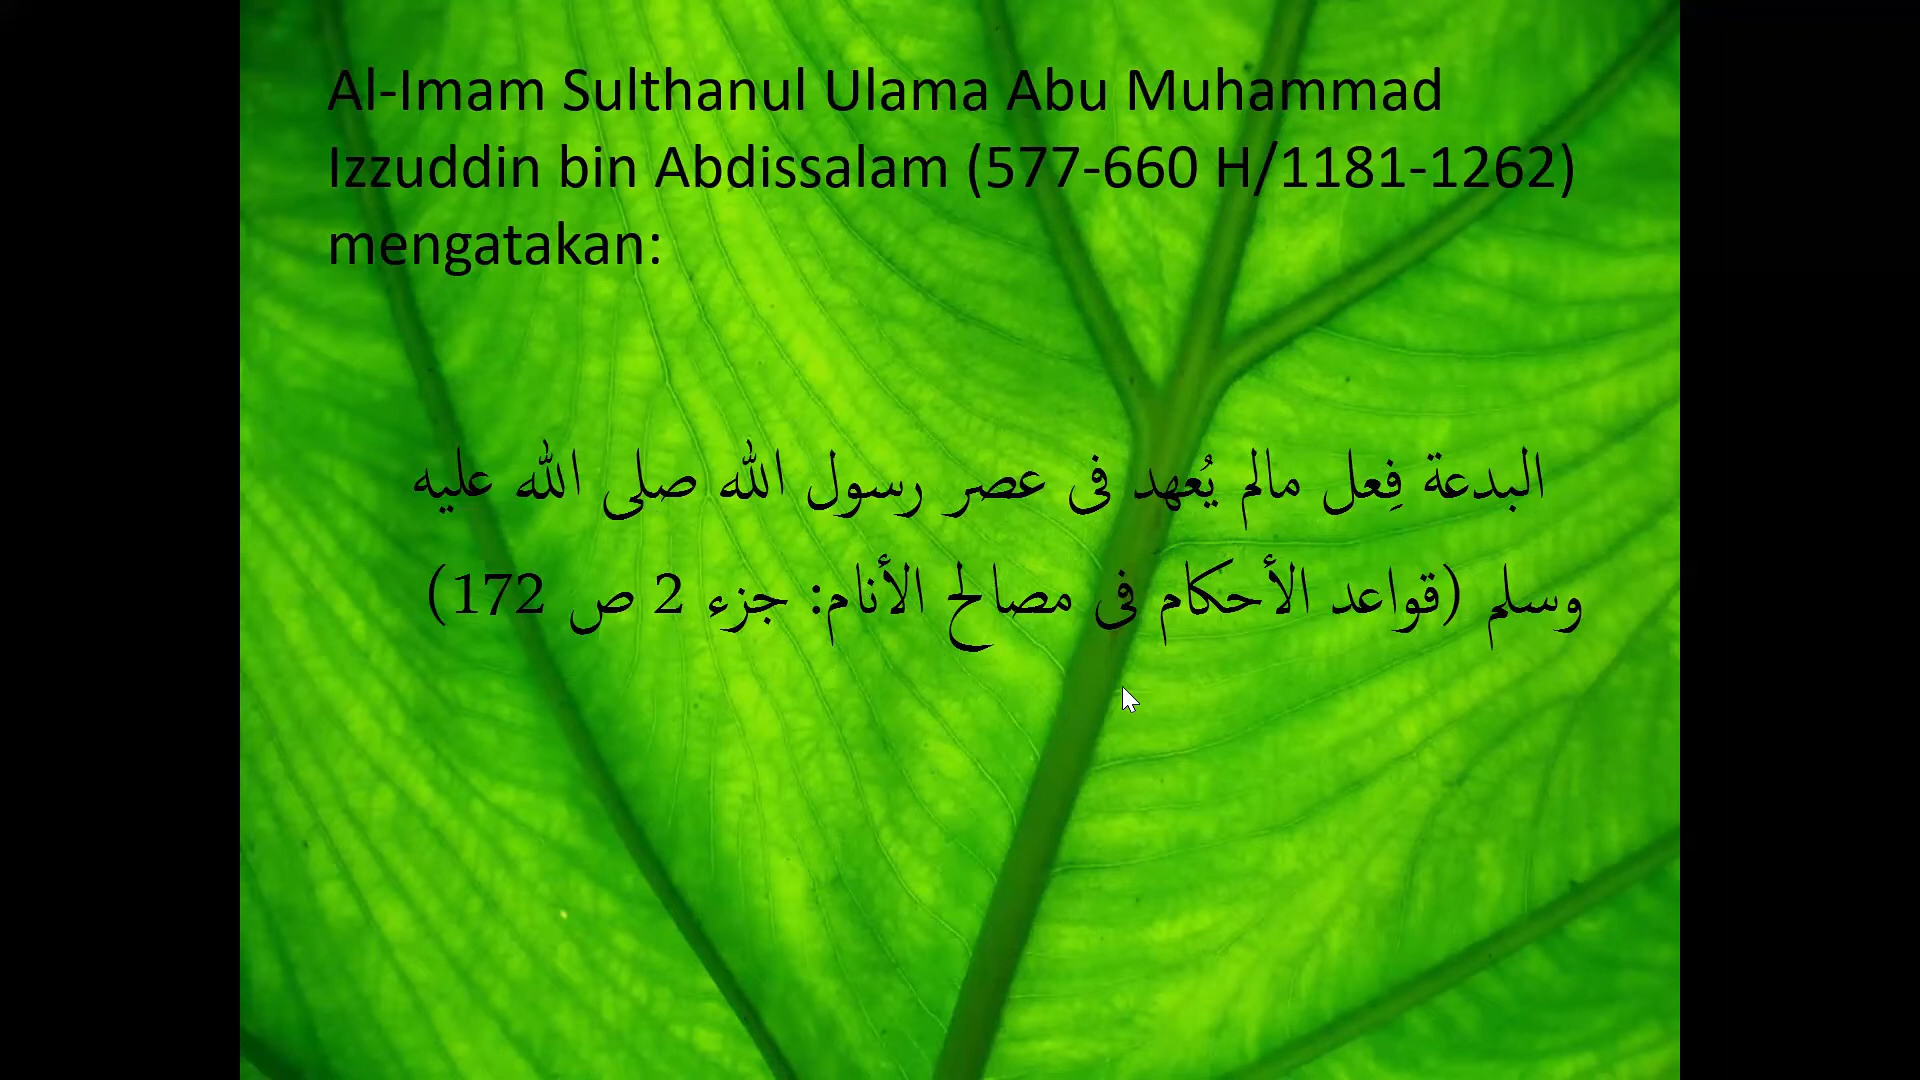 Al-Imam Sulthanul Ulama Abu Muhammad
Izzuddin bin Abdissalam (577-660 H/1181-1262)
mengatakan:
البدعة فِعل مالم يُعهد فى عصر رسول الله صلى الله عليه
وسلم (قواعد الأحكام فى مصالح الأنام: جزء 2 ص 172)